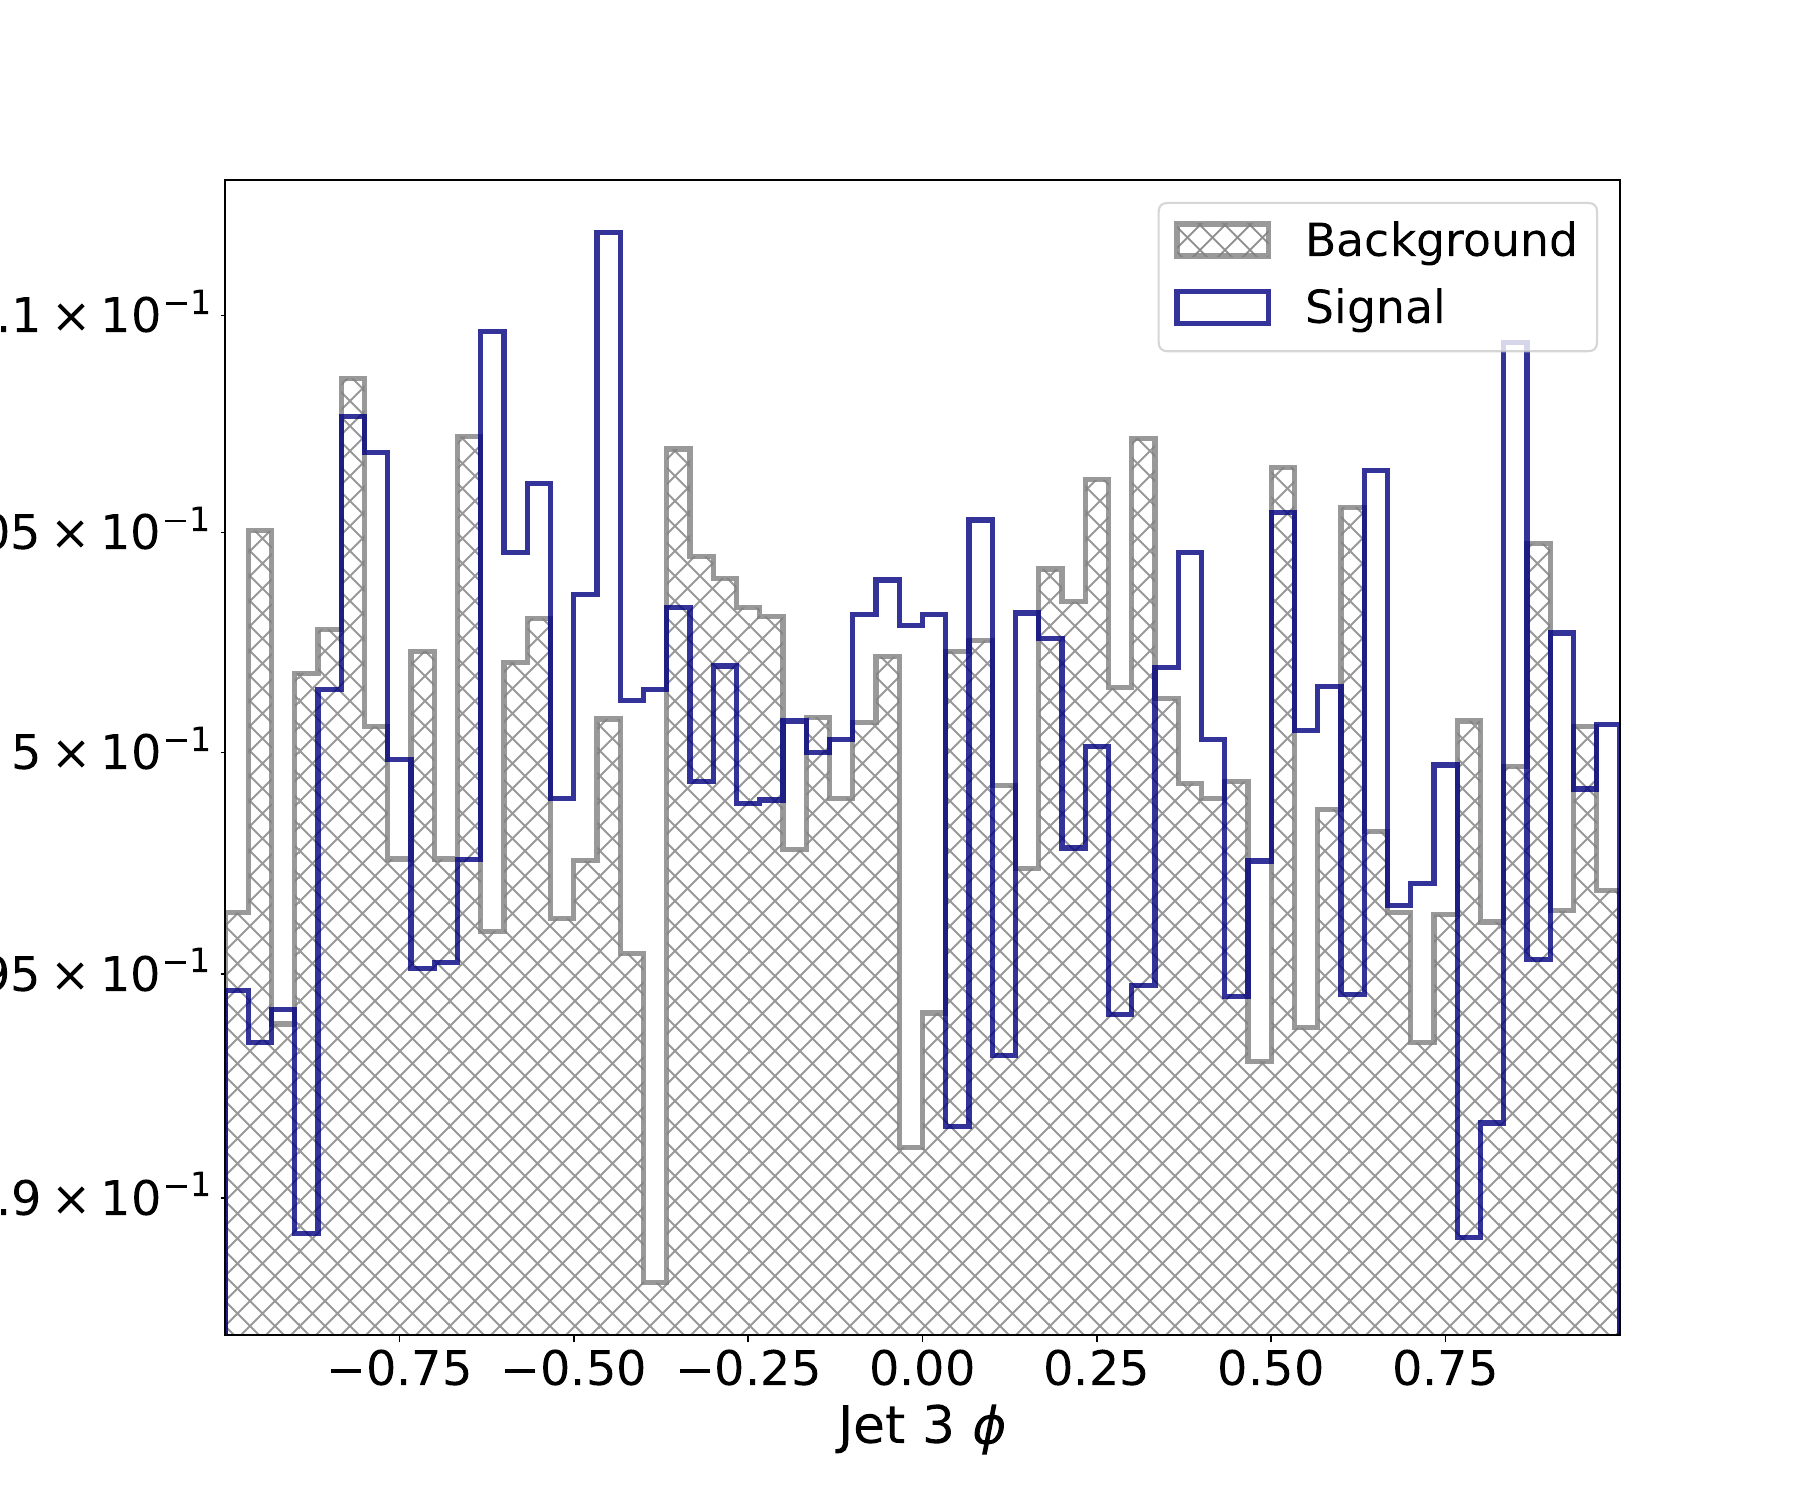 Background
Signal
.1 × 10⁻¹
05 × 10⁻¹
5 × 10⁻¹
95 × 10⁻¹
.9 × 10⁻¹
−0.75 −0.50 −0.25 0.00 0.25 0.50 0.75
Jet 3 ϕ